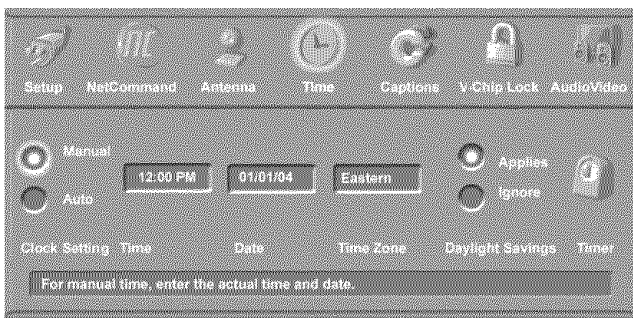 Setup NetCommand Antenna Time Captions V-Chip Lock AudioVideo
Manual
Applies
12:00 PM 01/01/04 Eastern
Auto
Ignore
Clock Setting Time Date Time Zone Daylight Savings Timer
For manual time, enter the actual time and date.